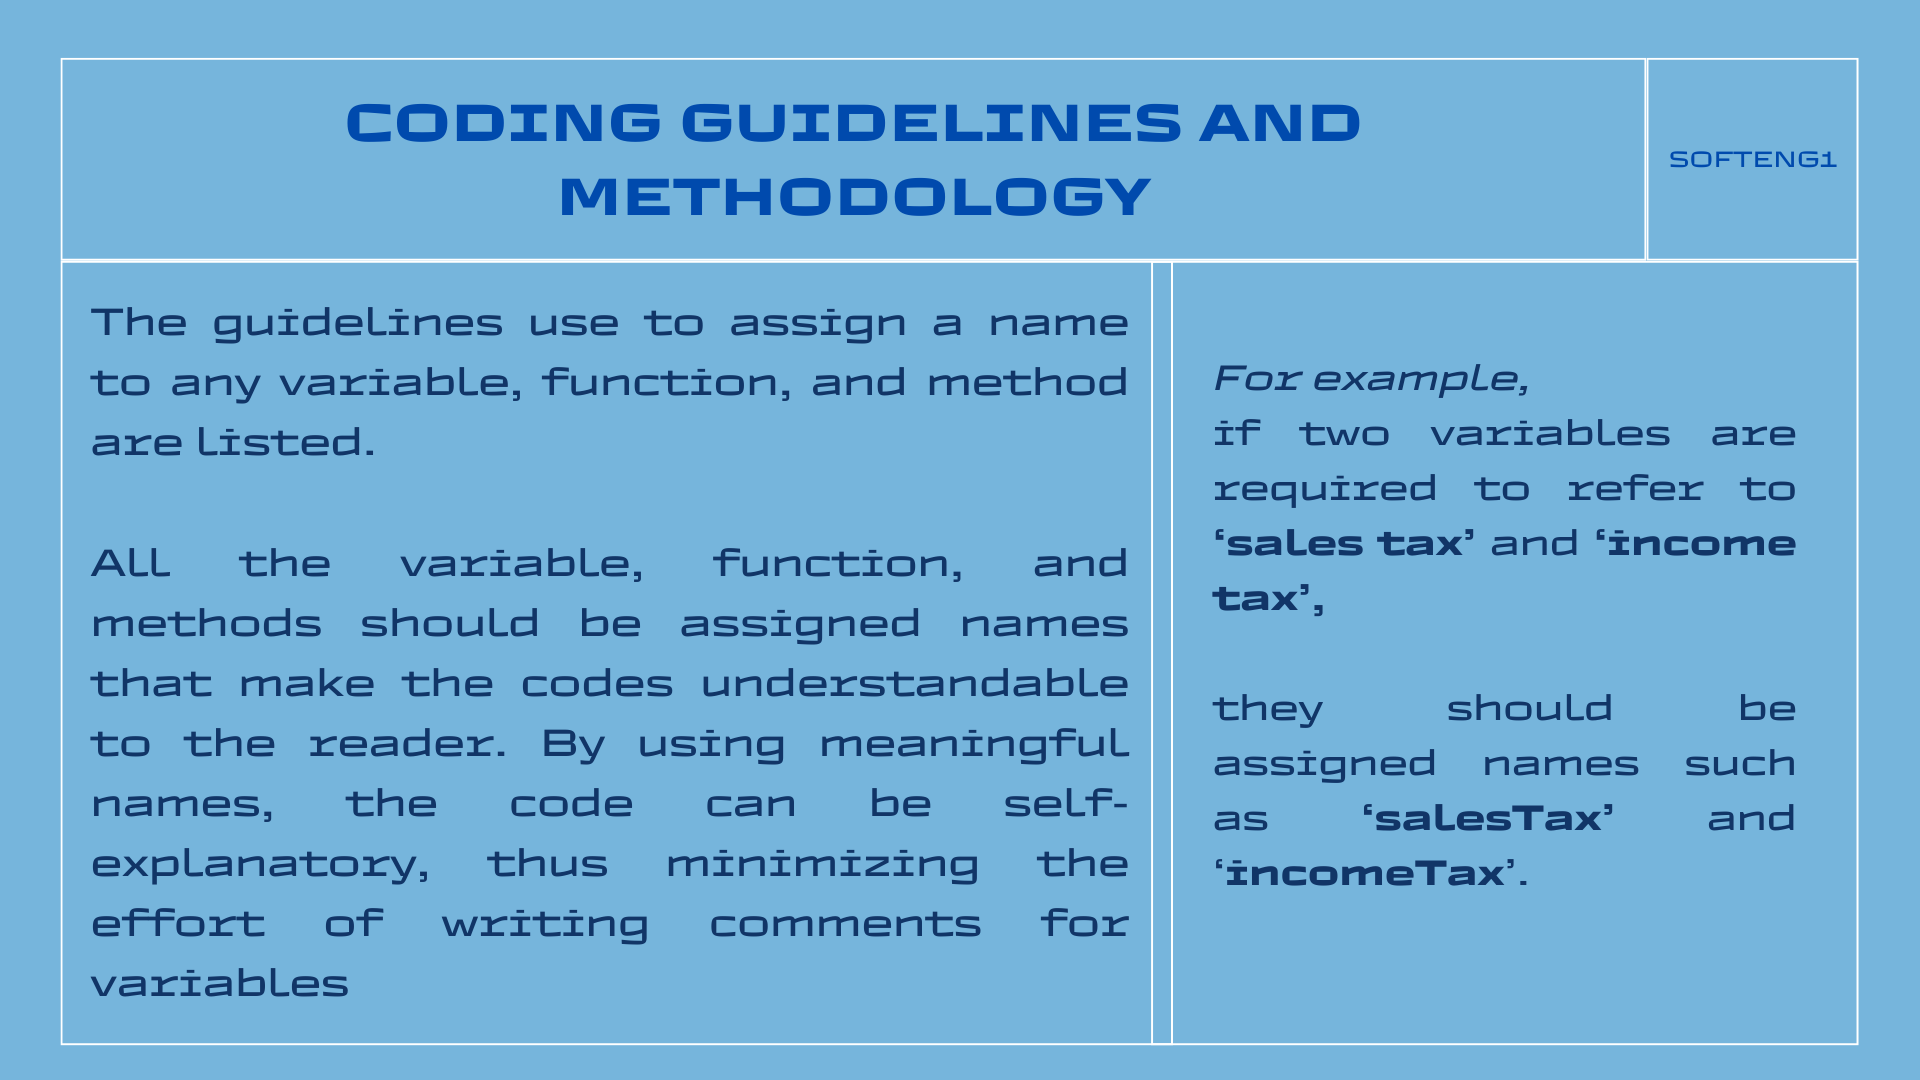 CODING GUIDELINES AND
METHODOLOGY
SOFTENG1
The guidelines use to assign a name
to any variable, function, and method
are listed.
All the variable, function, and
methods should be assigned names
that make the codes understandable
to the reader. By using meaningful
names, the code can be self-
explanatory, thus minimizing the
effort of writing comments for
variables
For example,
if two variables are
required to refer to
‘sales tax’ and ‘income
tax’,
they should be
assigned names such
as ‘salesTax’ and
‘incomeTax’.